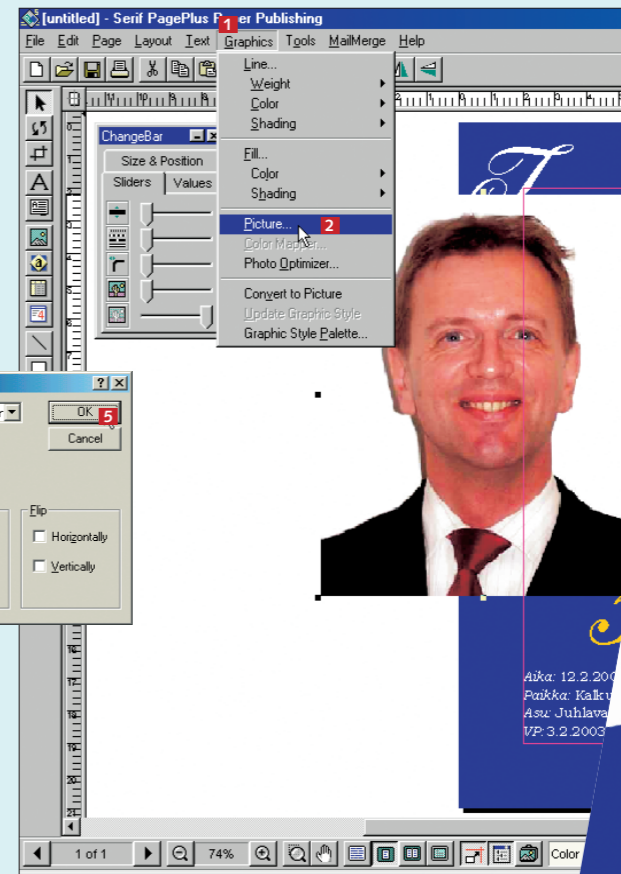 [untitled] - Serif PagePlus Paper Publishing
1
File Edit Page Layout Text Graphics Tools MailMerge Help
Line...
Weight
Color
Shading
Fill...
Color
Shading
Picture... 2
Color Mapper...
Photo Optimizer...
Convert to Picture
Update Graphic Style
Graphic Style Palette...
ChangeBar
Size & Position
Sliders Values
OK 5
Cancel
Flip
Horizontally
Vertically
Aika: 12.2.200
Paikka: Kalku
Asu: Juhlava
VP: 3.2.2003
1 of 1 74% Color